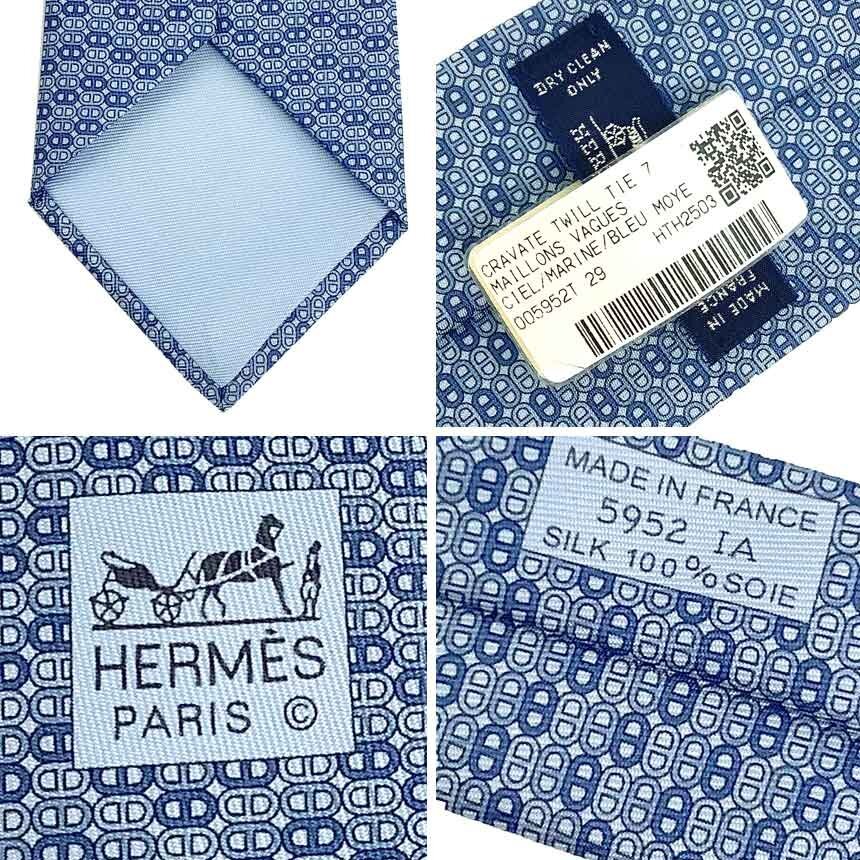 DRY CLEAN
ONLY
HER
CRAVATE TWILL TIE 7
MAILLONS VAGUES
CIEL/MARINE/BLEU MOYE
005952T 29
HTH2503
MADE IN
FRANCE
HERMÈS
PARIS ©
MADE IN FRANCE
5952 IA
SILK 100% SOIE